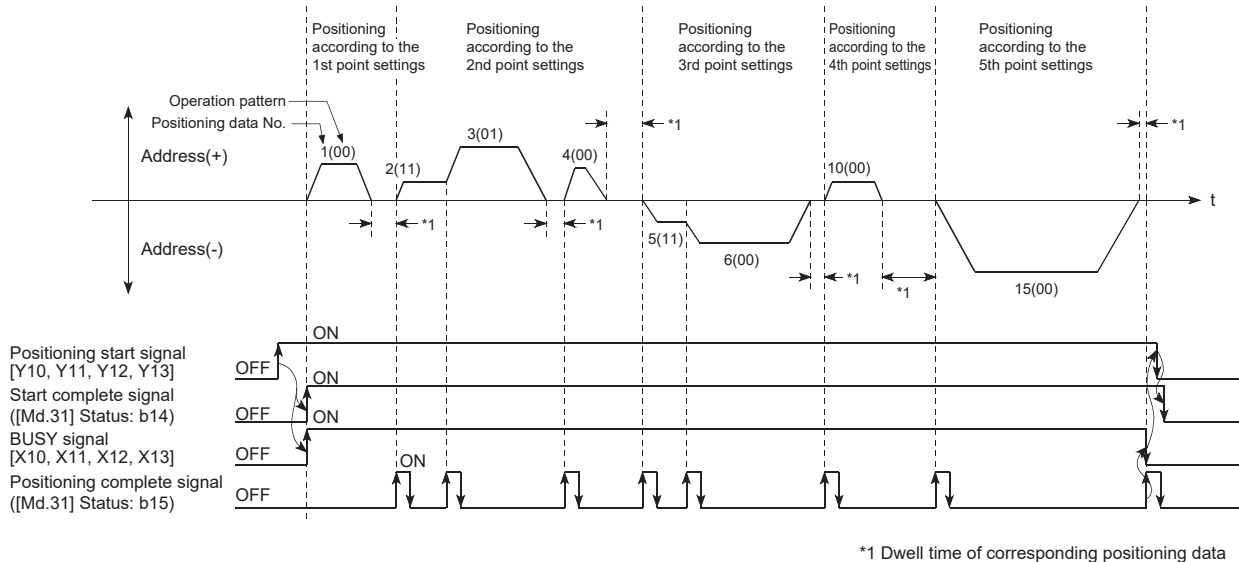 Positioning
according to the
1st point settings
Positioning
according to the
2nd point settings
Positioning
according to the
3rd point settings
Positioning
according to the
4th point settings
Positioning
according to the
5th point settings
Operation pattern
Positioning data No.
Address(+)
Address(-)
1(00)
2(11)
3(01)
4(00)
5(11)
6(00)
10(00)
15(00)
*1
*1
*1
*1
*1
*1
t
Positioning start signal
[Y10, Y11, Y12, Y13]
OFF
ON
Start complete signal
([Md.31] Status: b14)
OFF
ON
BUSY signal
[X10, X11, X12, X13]
OFF
ON
Positioning complete signal
([Md.31] Status: b15)
OFF
ON
*1 Dwell time of corresponding positioning data